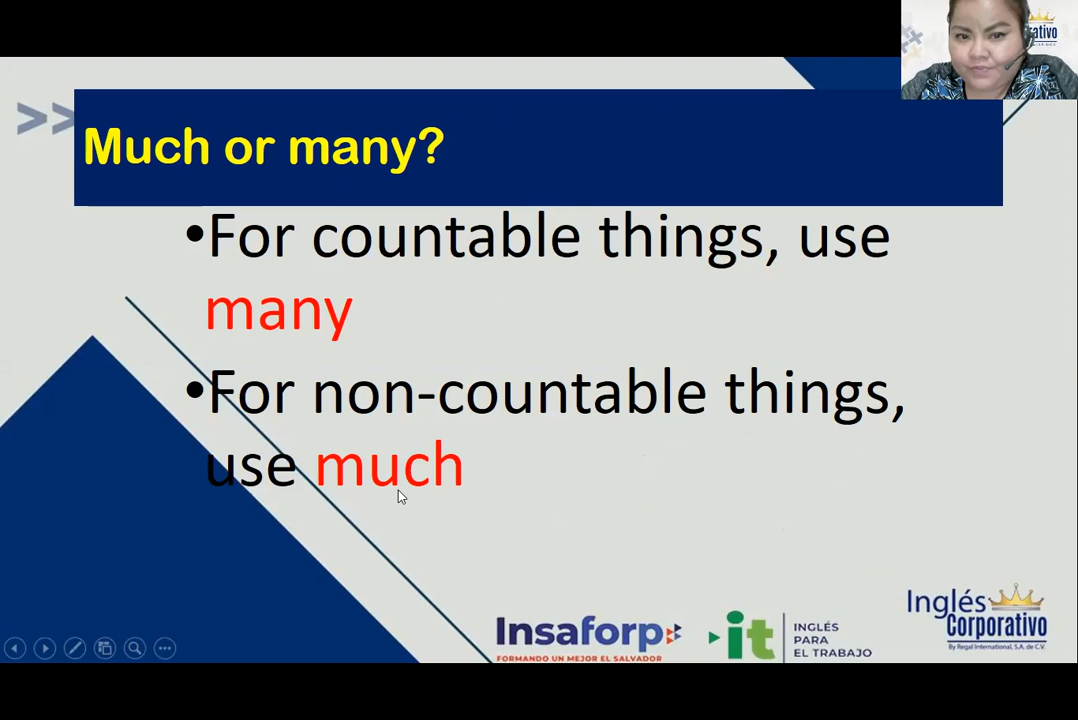 Much or many?
•For countable things, use
many
•For non-countable things,
use much
Insaforp
FORMANDO UN MEJOR EL SALVADOR
it
INGLÉS
PARA
EL TRABAJO
Inglés
Corporativo
By Regal International, S.A. de C.V.